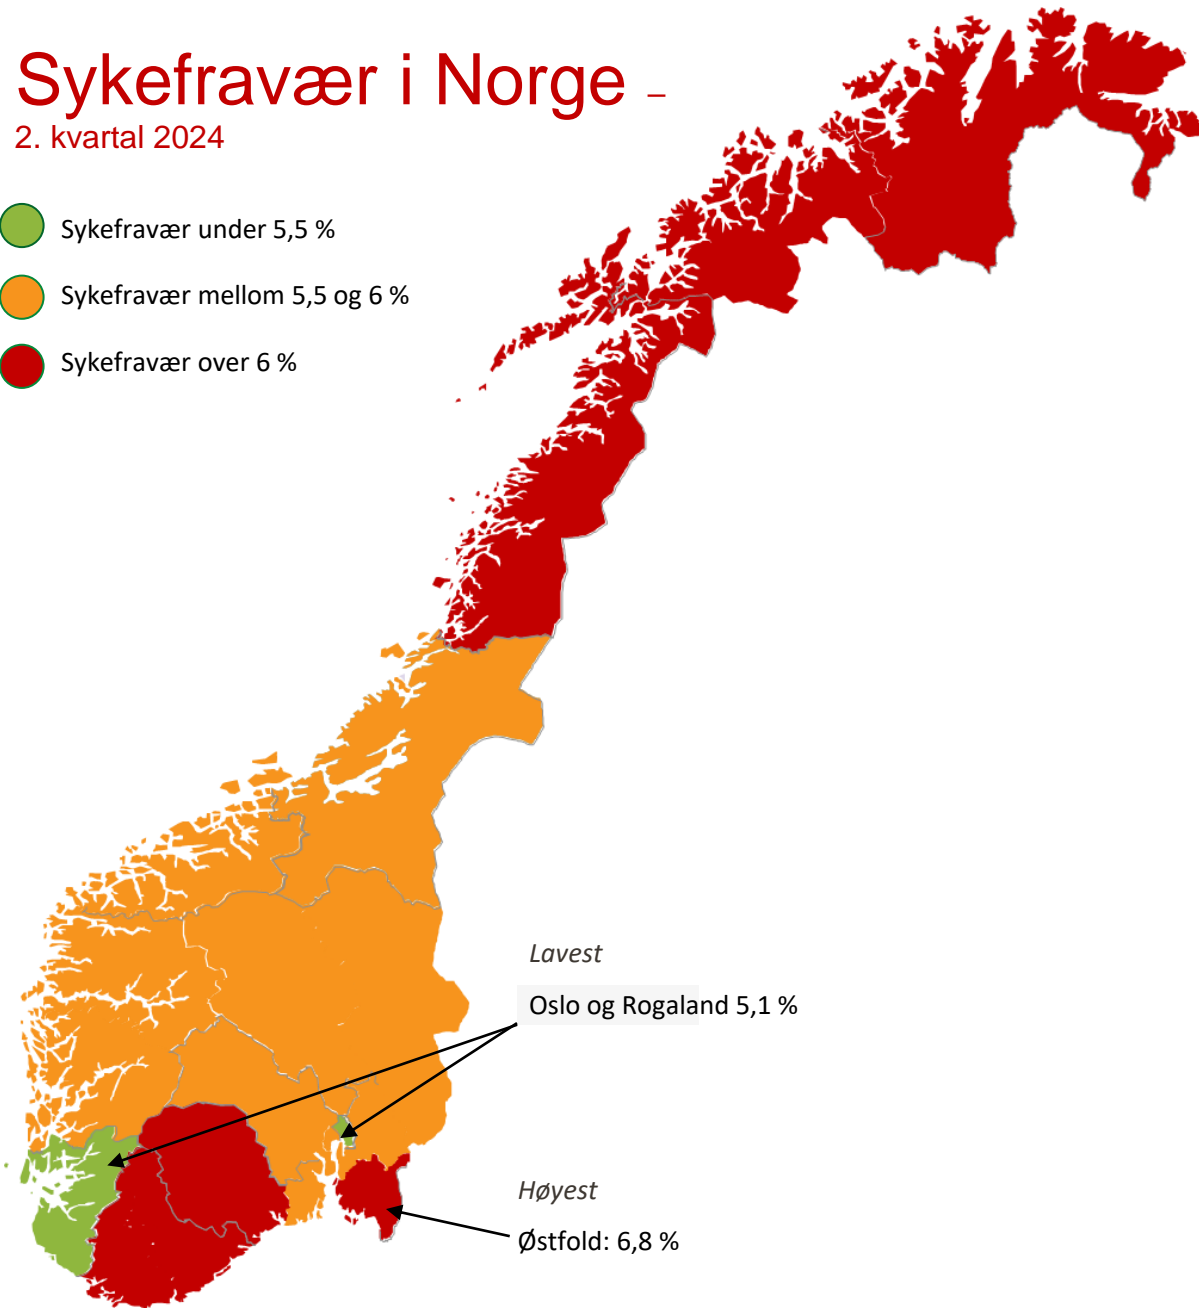 Sykefravær i Norge –
2. kvartal 2024
Sykefravær under 5,5 %
Sykefravær mellom 5,5 og 6 %
Sykefravær over 6 %
Lavest
Oslo og Rogaland 5,1 %
Høyest
Østfold: 6,8 %